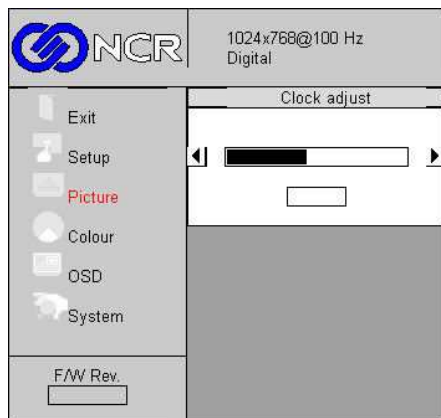 NCR
1024x768@100 Hz
Digital
Exit
Setup
Picture
Colour
OSD
System
F/W Rev.
Clock adjust